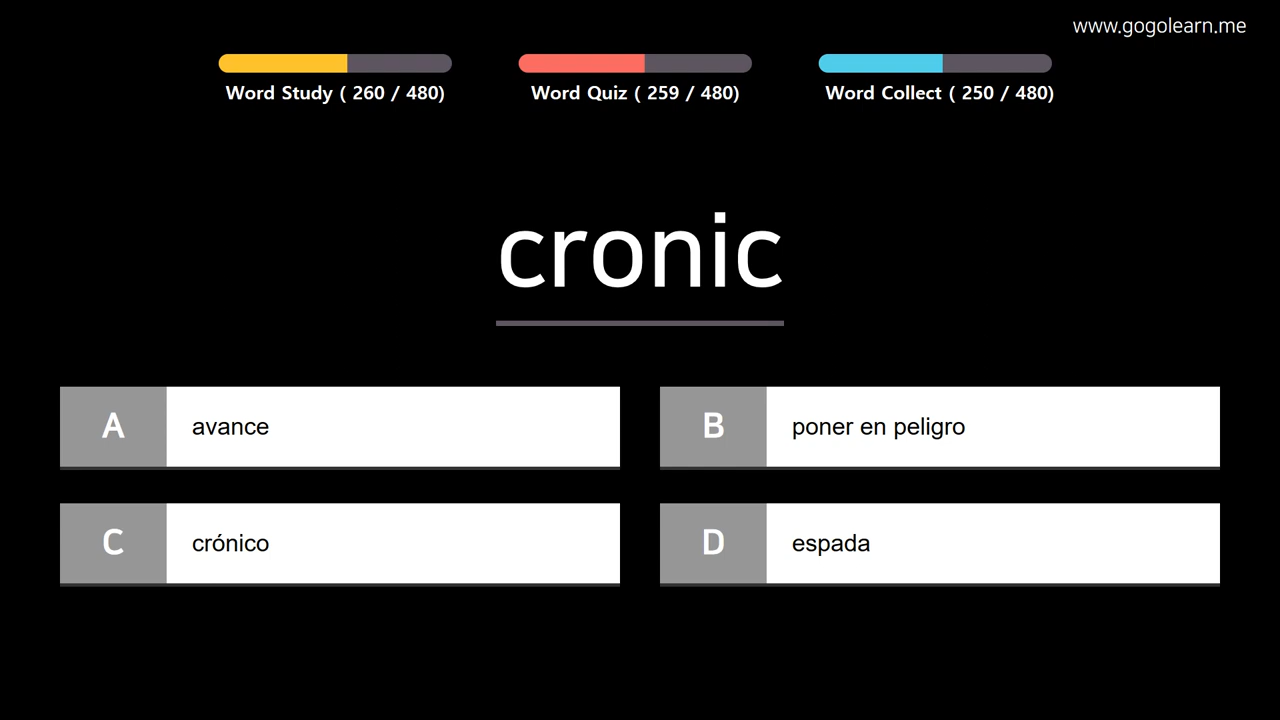 www.gogolearn.me
Word Study ( 260 / 480)
Word Quiz ( 259 / 480)
Word Collect ( 250 / 480)
cronic
A avance
B poner en peligro
C crónico
D espada